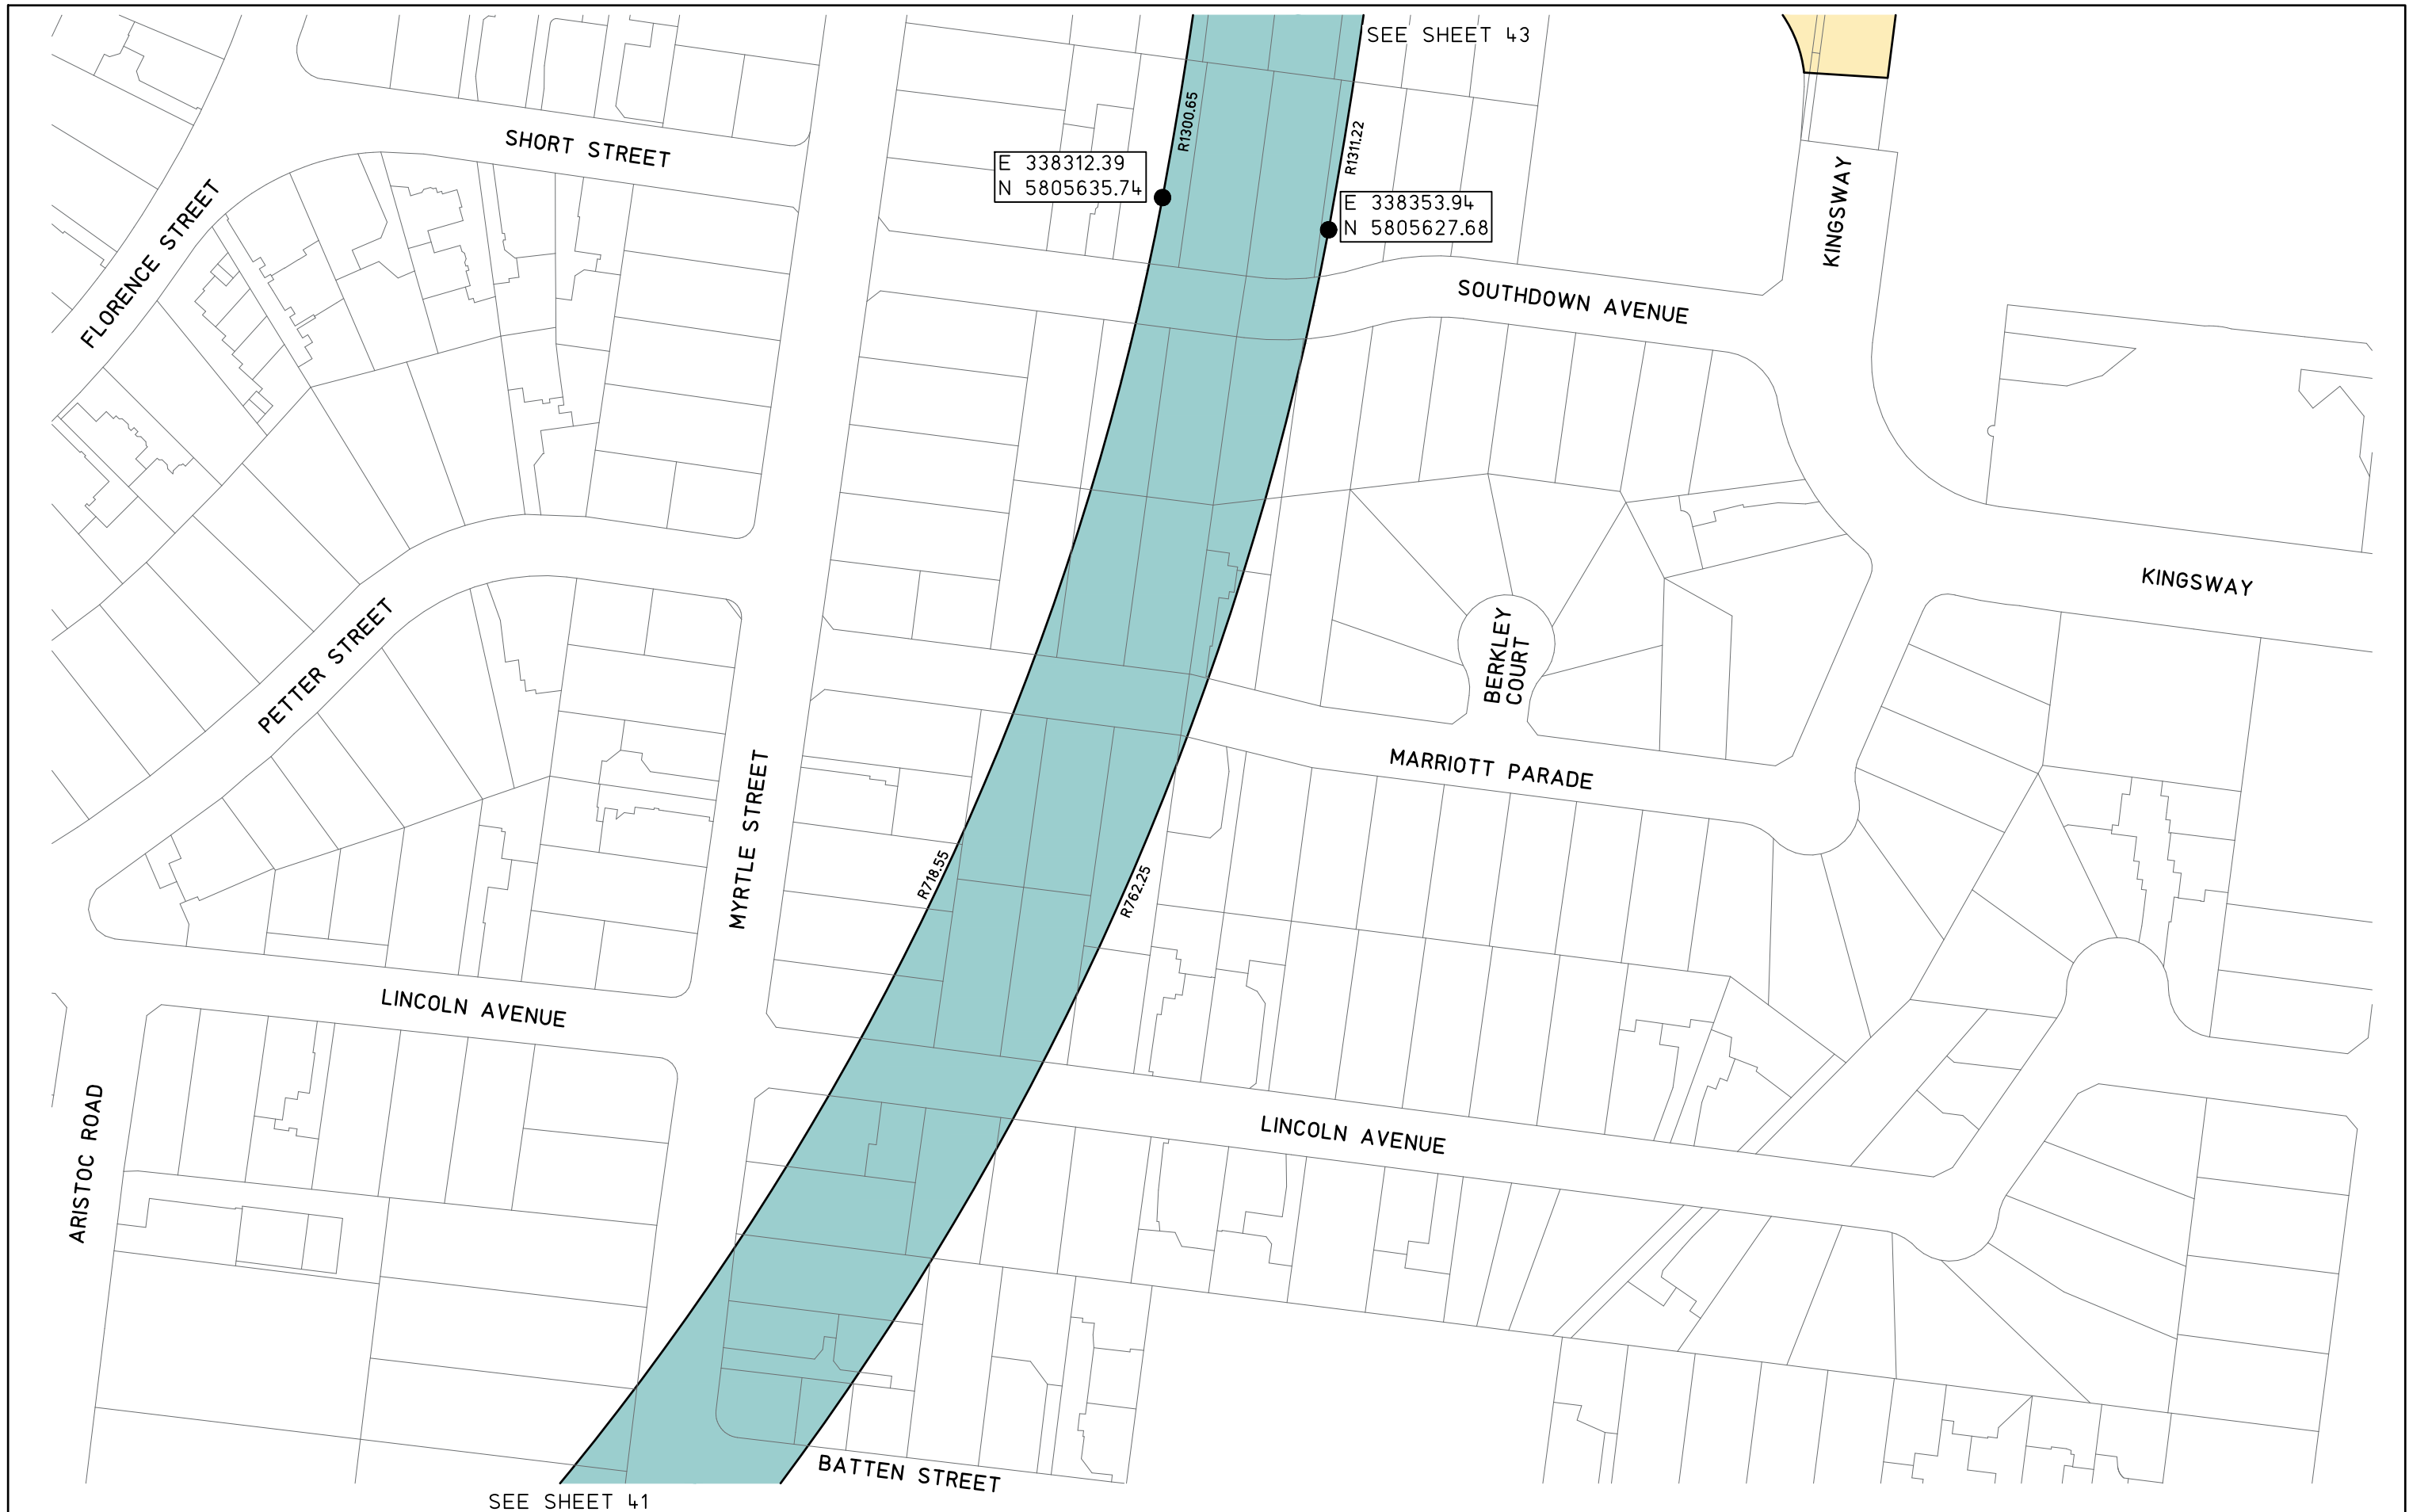 SEE SHEET 43
R1300.65
R1311.22
SHORT STREET
E 338312.39
N 5805635.74
E 338353.94
N 5805627.68
KINGSWAY
FLORENCE STREET
SOUTHDOWN AVENUE
KINGSWAY
PETTER STREET
BERKLEY
COURT
MARRIOTT PARADE
MYRTLE STREET
R718.55
R762.25
LINCOLN AVENUE
LINCOLN AVENUE
ARISTOC ROAD
BATTEN STREET
SEE SHEET 41